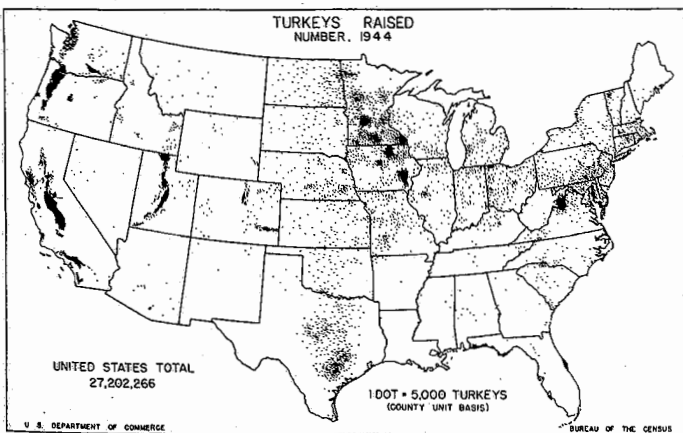 TURKEYS RAISED
NUMBER, 1944
UNITED STATES TOTAL
27,202,266
1 DOT = 5,000 TURKEYS
(COUNTY UNIT BASIS)
U. S. DEPARTMENT OF COMMERCE
BUREAU OF THE CENSUS